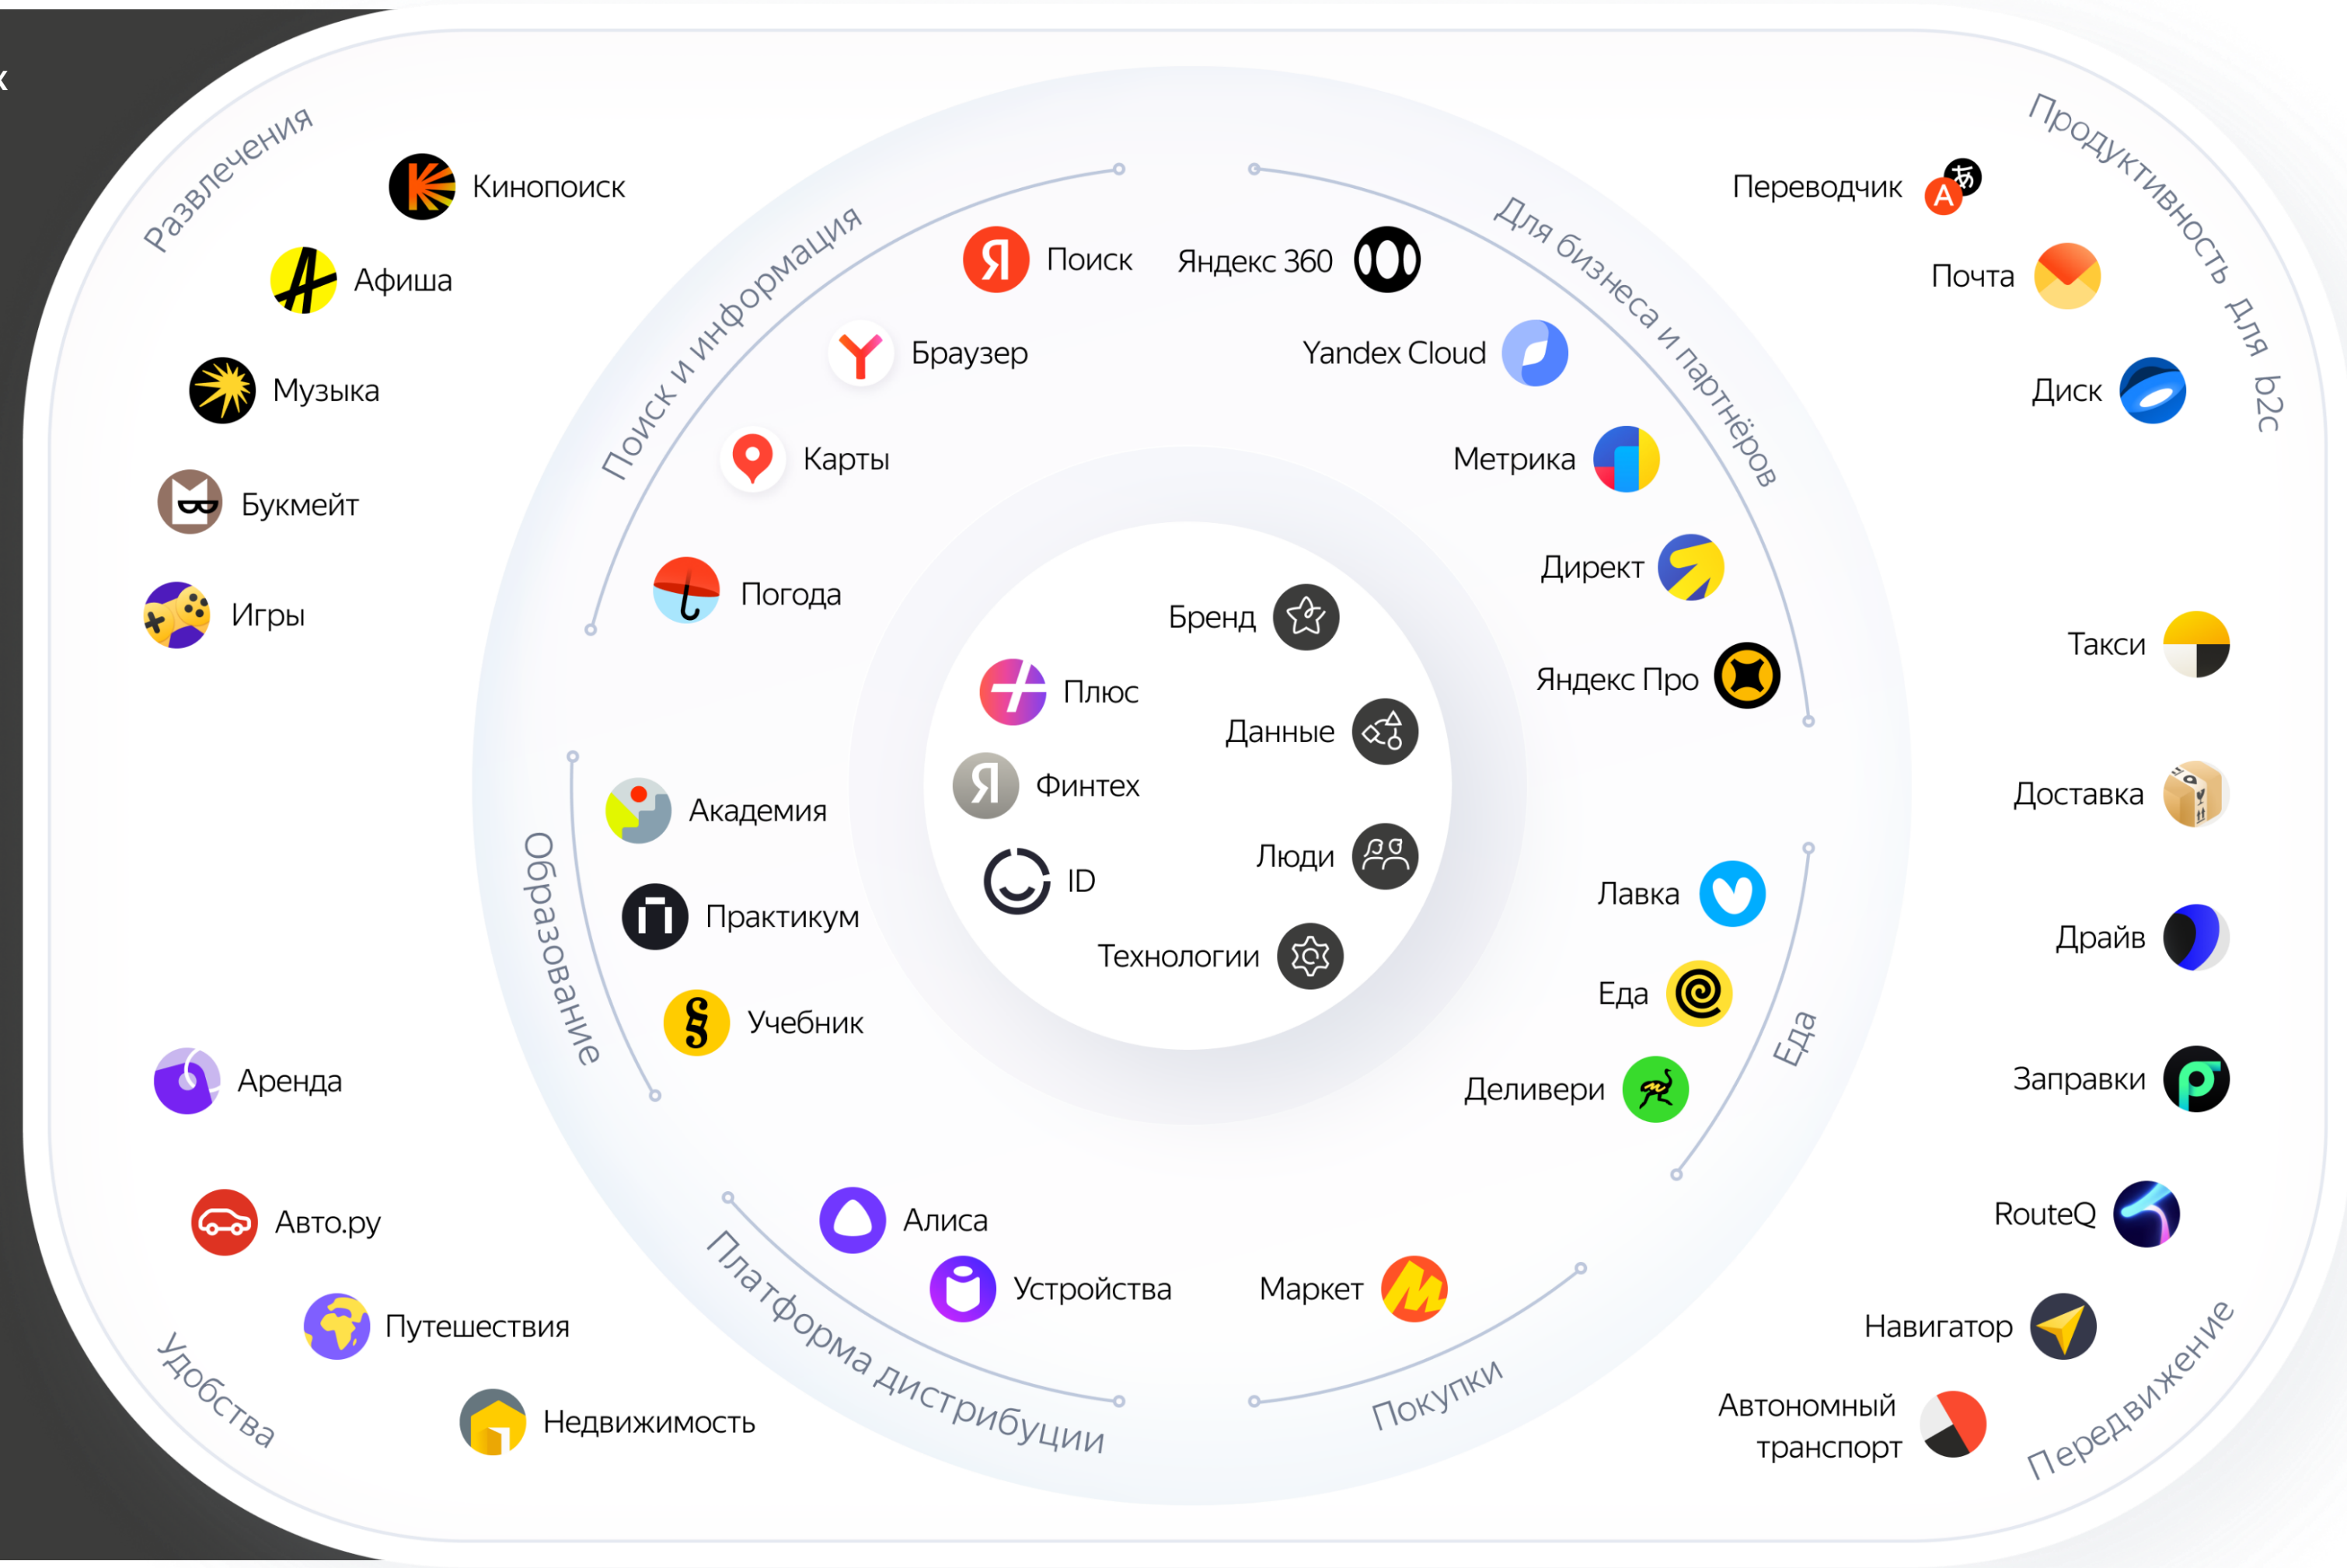 Развлечения
Кинопоиск
Афиша
Музыка
Букмейт
Игры
Поиск и информация
Поиск
Браузер
Карты
Погода
Для бизнеса и партнёров
Яндекс 360
Yandex Cloud
Метрика
Директ
Яндекс Про
Продуктивность для b2c
Переводчик
Почта
Диск
Бренд
Плюс
Данные
Финтех
Люди
ID
Технологии
Образование
Академия
Практикум
Учебник
Еда
Лавка
Еда
Деливери
Такси
Доставка
Драйв
Заправки
RouteQ
Навигатор
Автономный
транспорт
Передвижение
Аренда
Авто.ру
Путешествия
Недвижимость
Удобства
Платформа дистрибуции
Алиса
Устройства
Маркет
Покупки